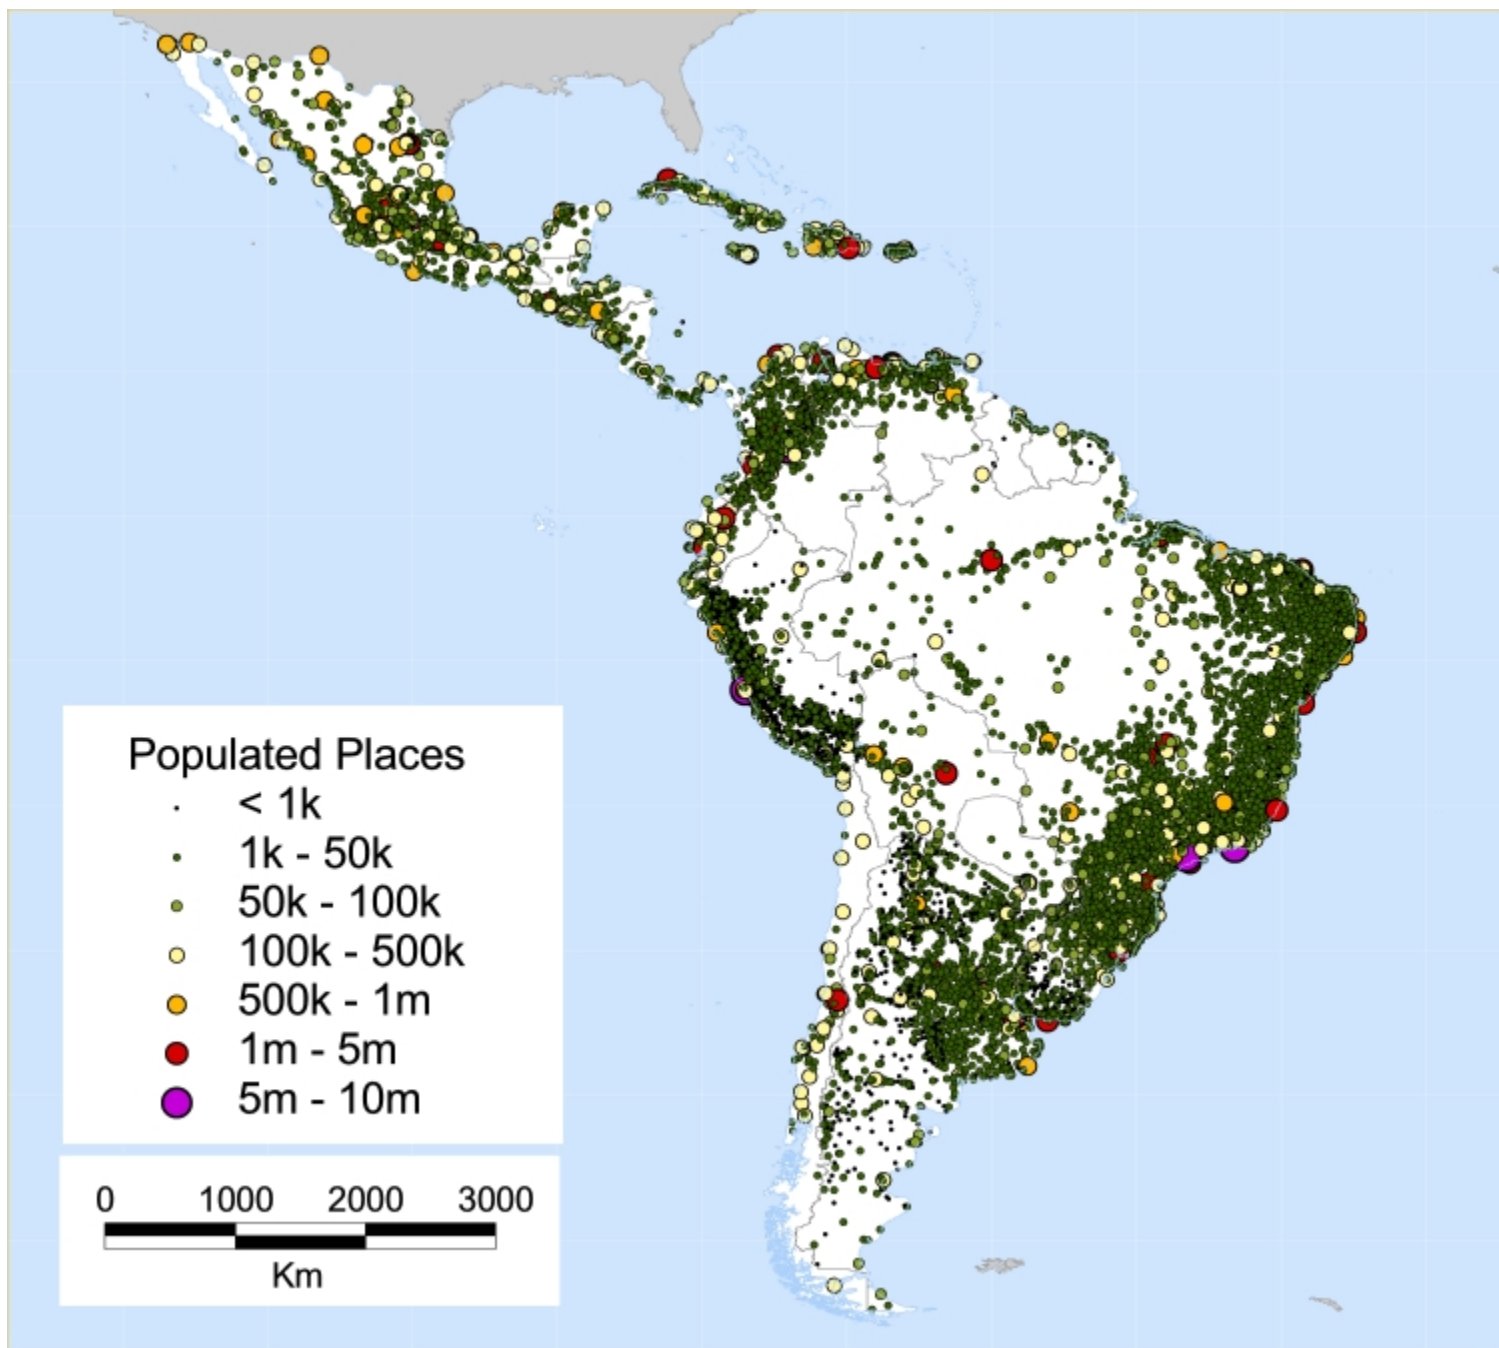 Populated Places
< 1k
1k - 50k
50k - 100k
100k - 500k
500k - 1m
1m - 5m
5m - 10m
0 1000 2000 3000
Km